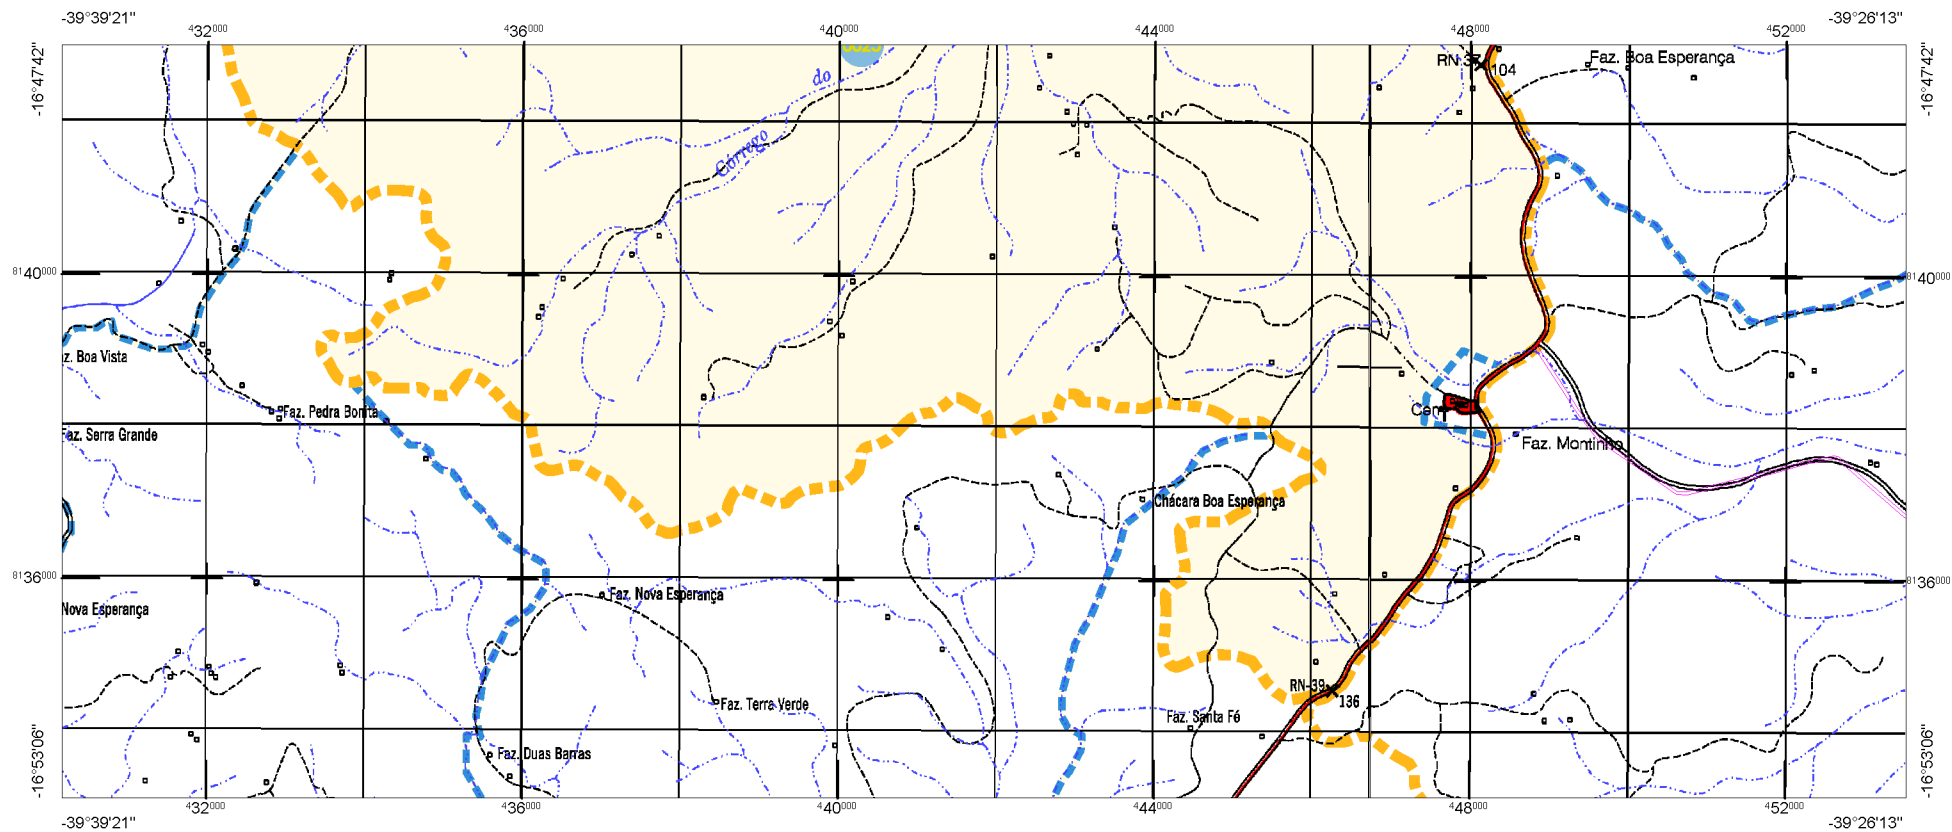 -39°39'21"
-39°26'13"
432000
436000
440000
444000
448000
452000
-16°47'42"
-16°47'42"
RN
104
Faz. Boa Esperança
do
Córrego
8140000
8140000
z. Boa Vista
Faz. Pedra Bonita
Faz. Serra Grande
Cem
Faz. Montinho
Chácara Boa Esperança
8136000
8136000
Faz. Nova Esperança
Nova Esperança
RN-39
136
Faz. Terra Verde
Faz. Santa Fé
Faz. Duas Barras
-16°53'06"
-16°53'06"
432000
436000
440000
444000
448000
452000
-39°39'21"
-39°26'13"